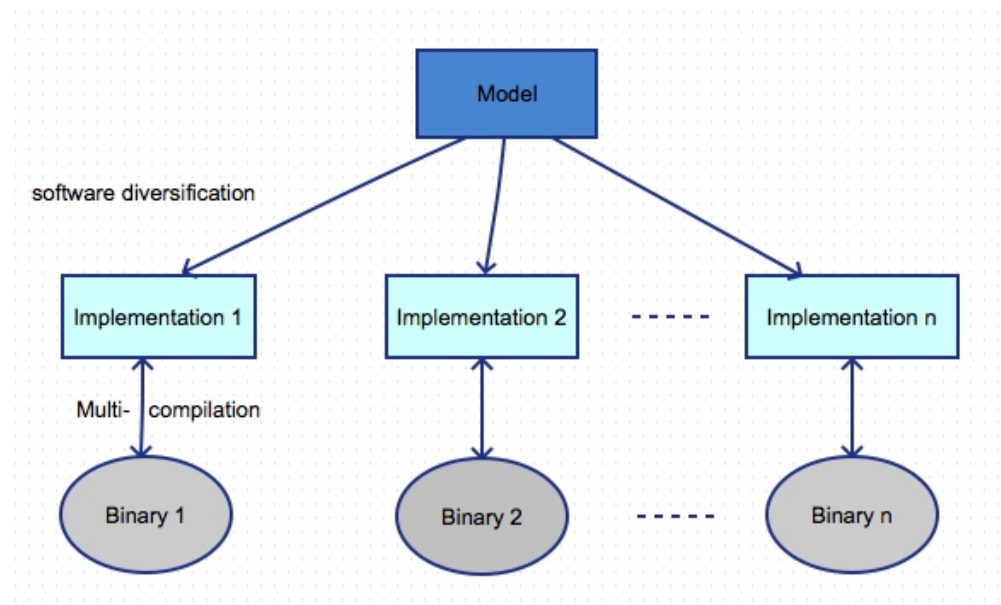 Model
software diversification
Implementation 1
Implementation 2
Implementation n
Multi- compilation
Binary 1
Binary 2
Binary n